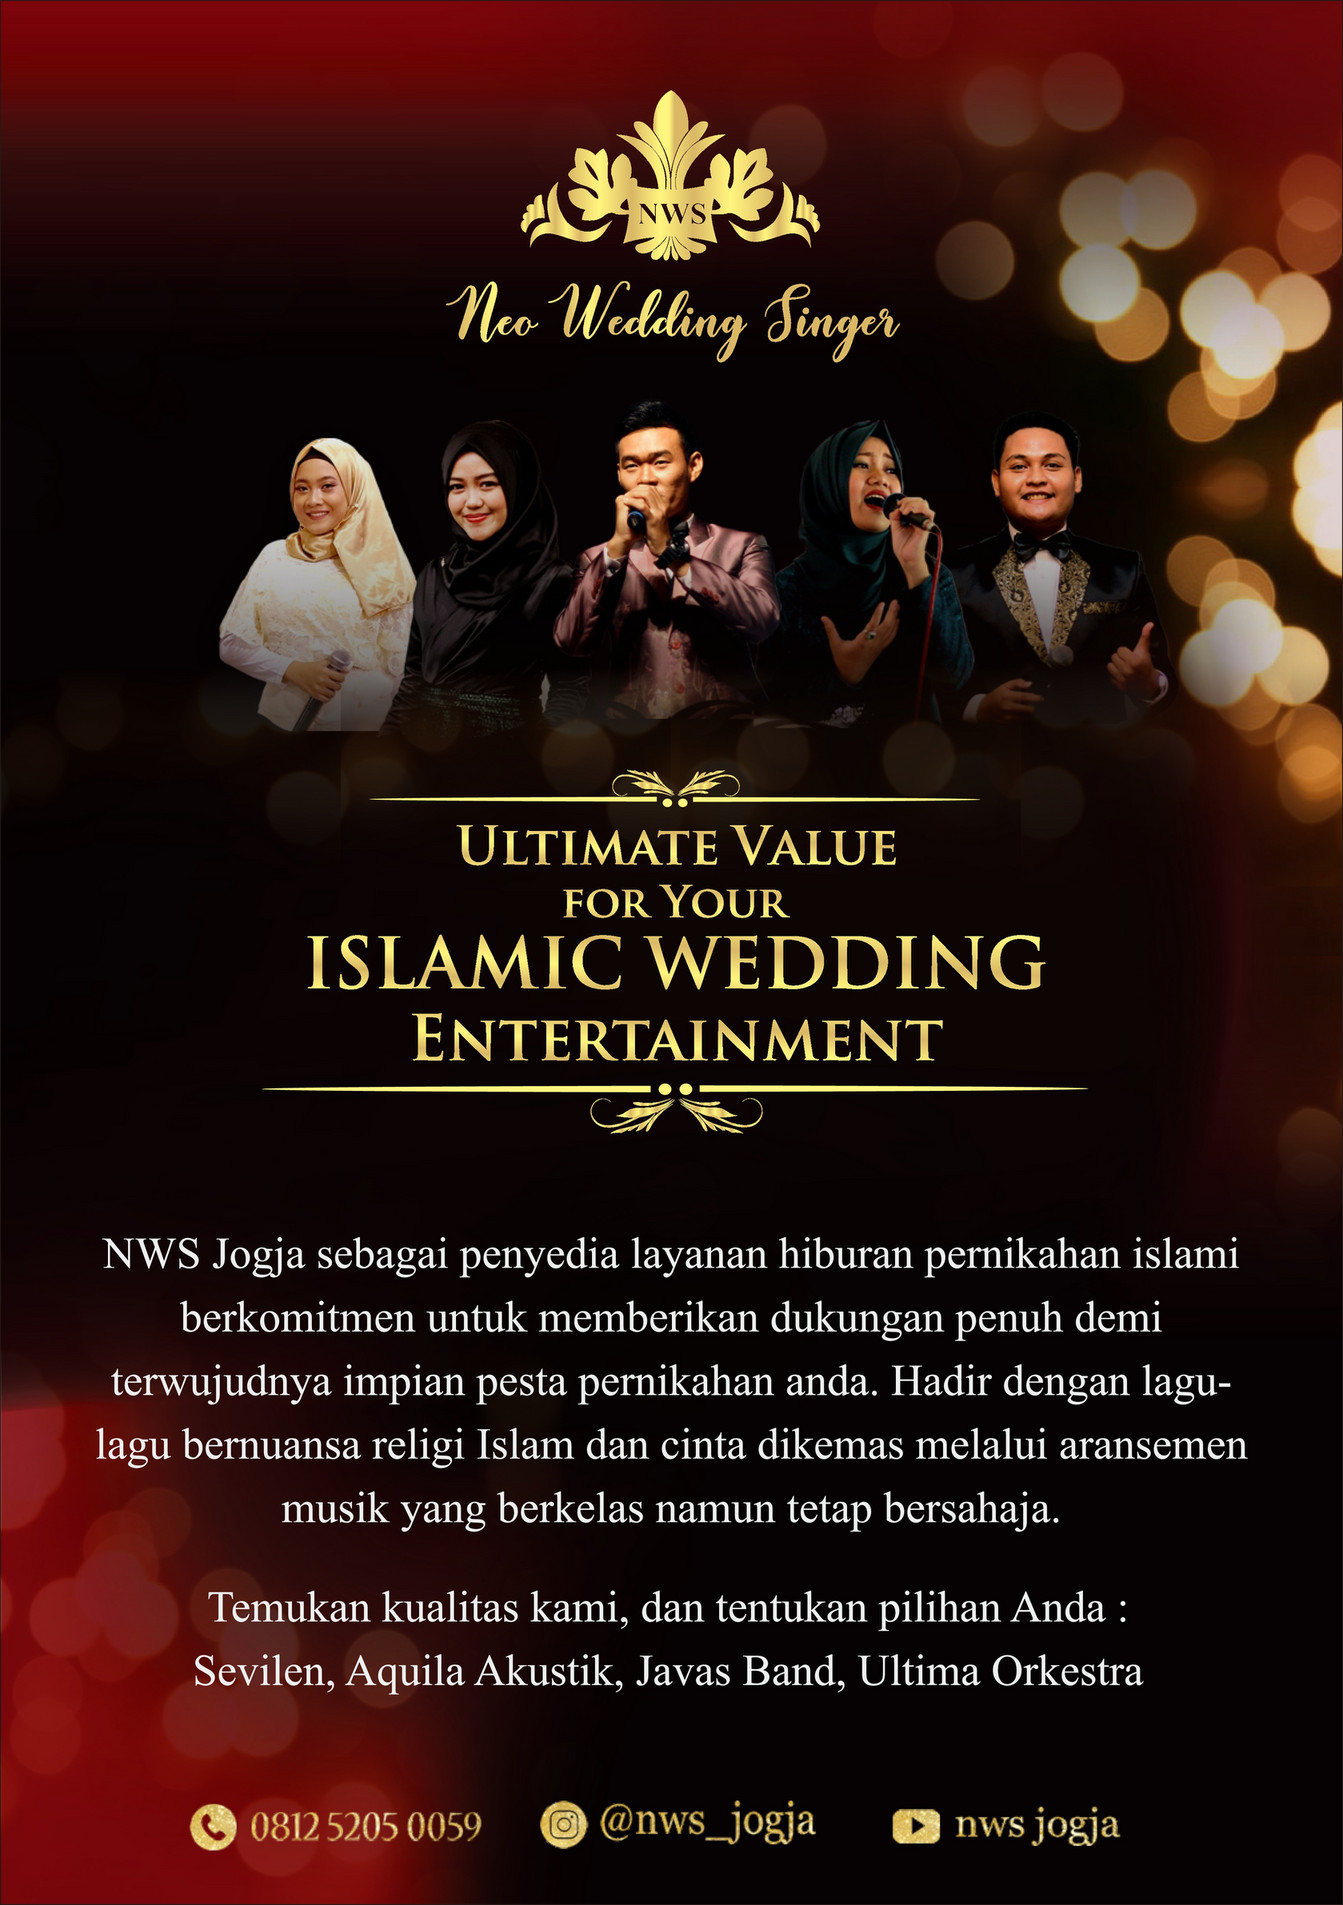 NWS
Neo Wedding Singer
ULTIMATE VALUE
FOR YOUR
ISLAMIC WEDDING
ENTERTAINMENT
NWS Jogja sebagai penyedia layanan hiburan pernikahan islami
berkomitmen untuk memberikan dukungan penuh demi
terwujudnya impian pesta pernikahan anda. Hadir dengan lagu-
lagu bernuansa religi Islam dan cinta dikemas melalui aransemen
musik yang berkelas namun tetap bersahaja.
Temukan kualitas kami, dan tentukan pilihan Anda :
Sevilen, Aquila Akustik, Javas Band, Ultima Orkestra
0812 5205 0059 @nws_jogja nws jogja